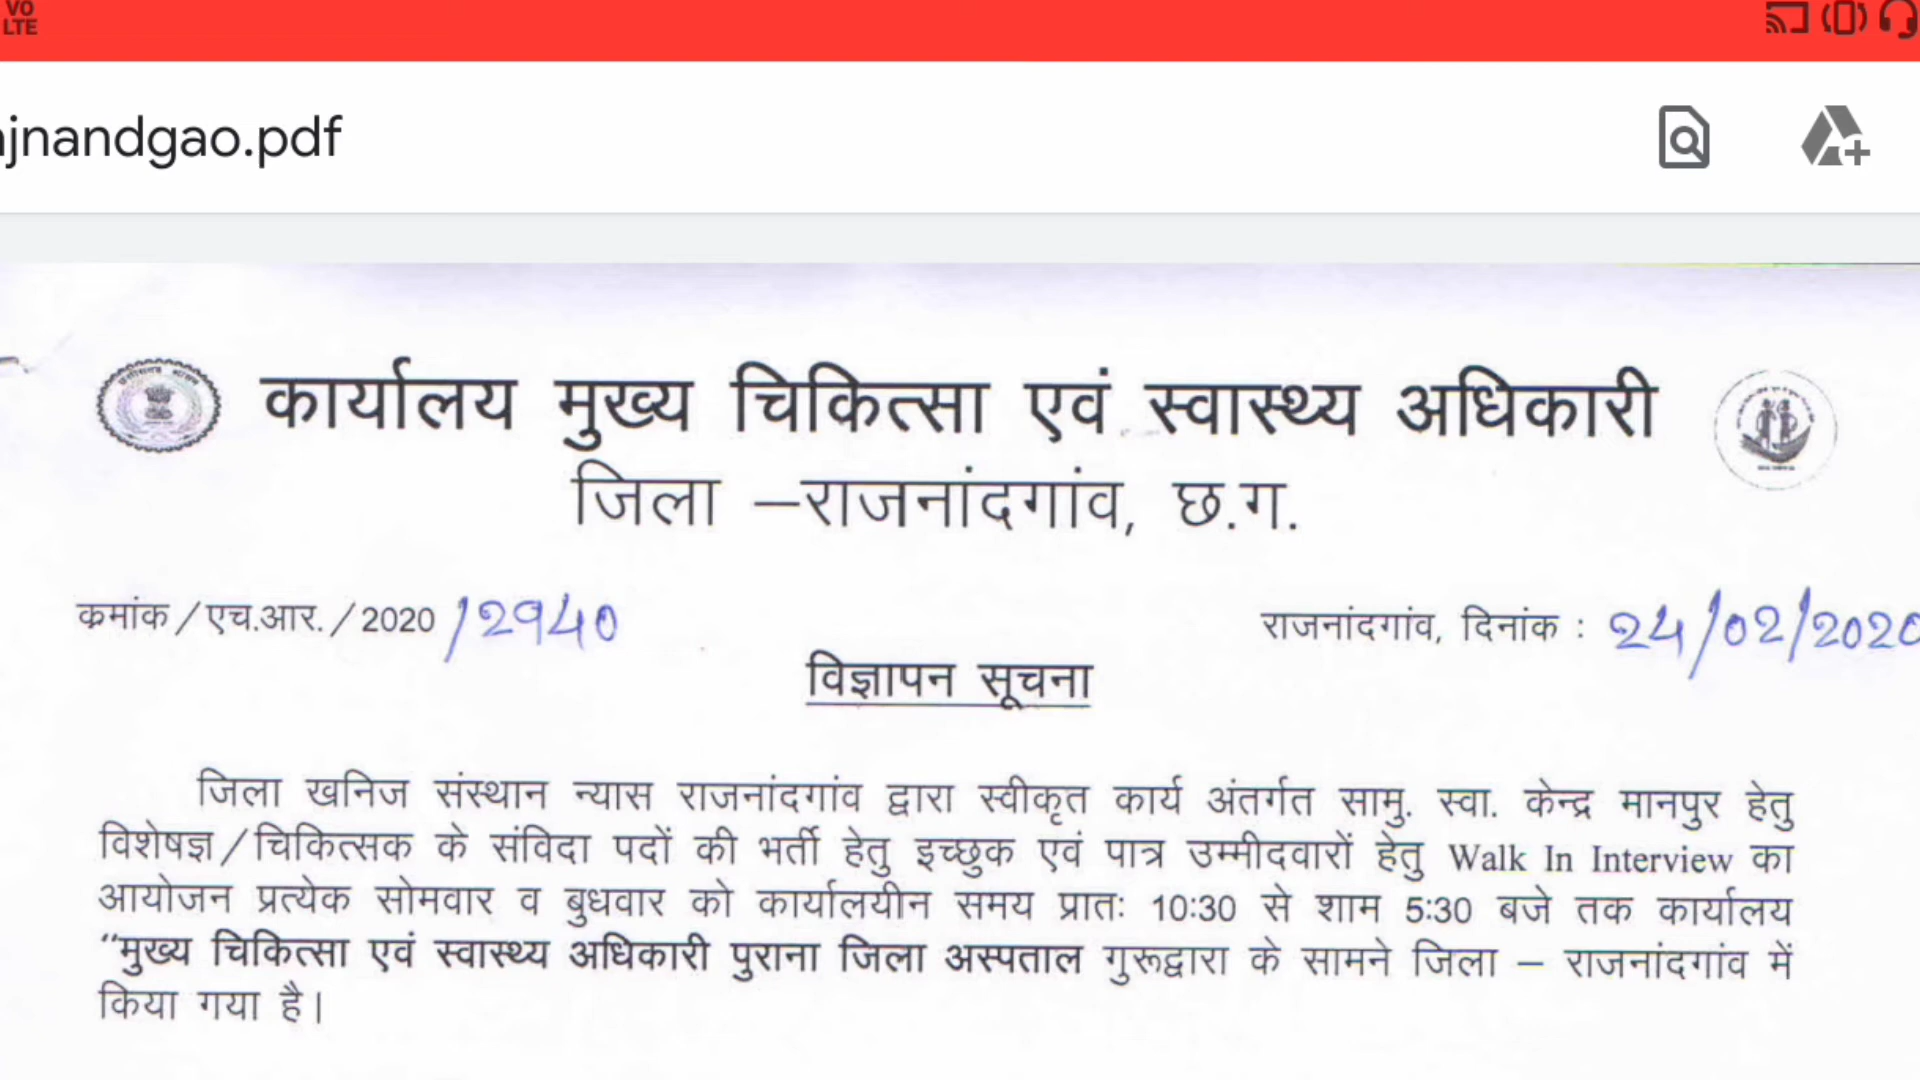 VO
LTE
jnandgao.pdf
कार्यालय मुख्य चिकित्सा एवं स्वास्थ्य अधिकारी
जिला –राजनांदगांव, छ.ग.
क्रमांक/एच.आर./2020 /2940
राजनांदगांव, दिनांक : 24/02/2020
विज्ञापन सूचना
जिला खनिज संस्थान न्यास राजनांदगांव द्वारा स्वीकृत कार्य अंतर्गत सामु. स्वा. केन्द्र मानपुर हेतु
विशेषज्ञ/चिकित्सक के संविदा पदों की भर्ती हेतु इच्छुक एवं पात्र उम्मीदवारों हेतु Walk In Interview का
आयोजन प्रत्येक सोमवार व बुधवार को कार्यालयीन समय प्रातः 10:30 से शाम 5:30 बजे तक कार्यालय
“मुख्य चिकित्सा एवं स्वास्थ्य अधिकारी पुराना जिला अस्पताल गुरूद्वारा के सामने जिला – राजनांदगांव में
किया गया है।